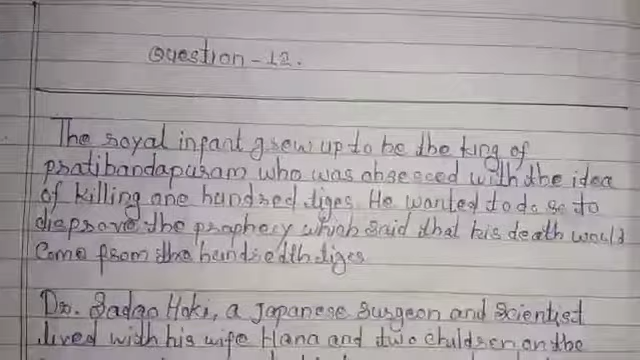 Question - 12.
The royal infant grew up to be the king of
pratibandapuram who was obseeced with the idea
of killing one hundred tiges. He wanted to do so to
disprove the prophecy which said that his death would
Come from the hundredth tiges
Dr. Sadao Hoki, a Japanese Surgeon and Scientist
lived with his wife Hana and two children on the